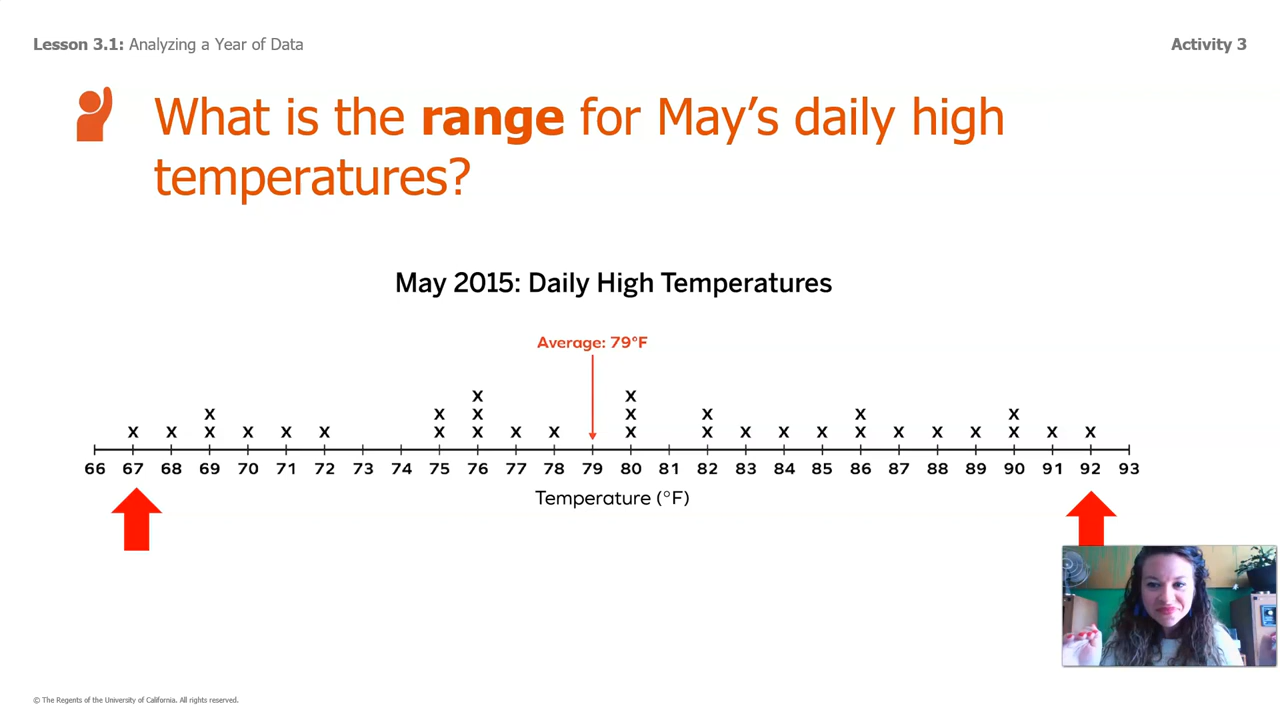 Lesson 3.1: Analyzing a Year of Data
Activity 3
What is the range for May’s daily high
temperatures?
May 2015: Daily High Temperatures
Average: 79°F
x x x
x x x x x x x x
x x x x x x x x x x x x x x x x x x x x x
66 67 68 69 70 71 72 73 74 75 76 77 78 79 80 81 82 83 84 85 86 87 88 89 90 91 92 93
Temperature (°F)
© The Regents of the University of California. All rights reserved.